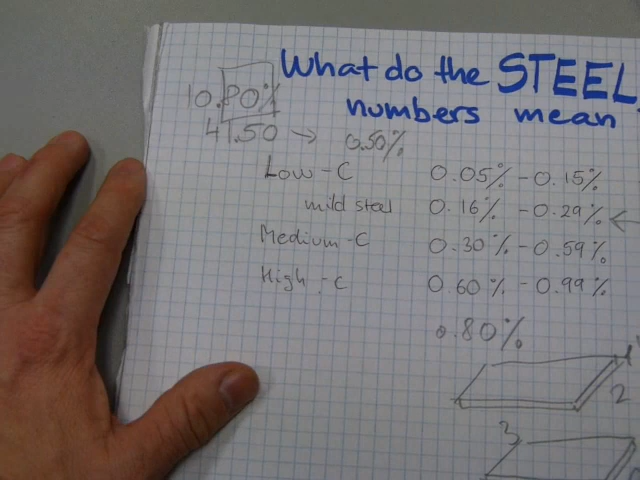 What do the STEEL
numbers mean
10.80%
41.50 → 0.50%
Low - C 0.05% - 0.15%
mild steel 0.16% - 0.29% ←
Medium - C 0.30% - 0.59%
High - C 0.60% - 0.99%
0.80%
2
3